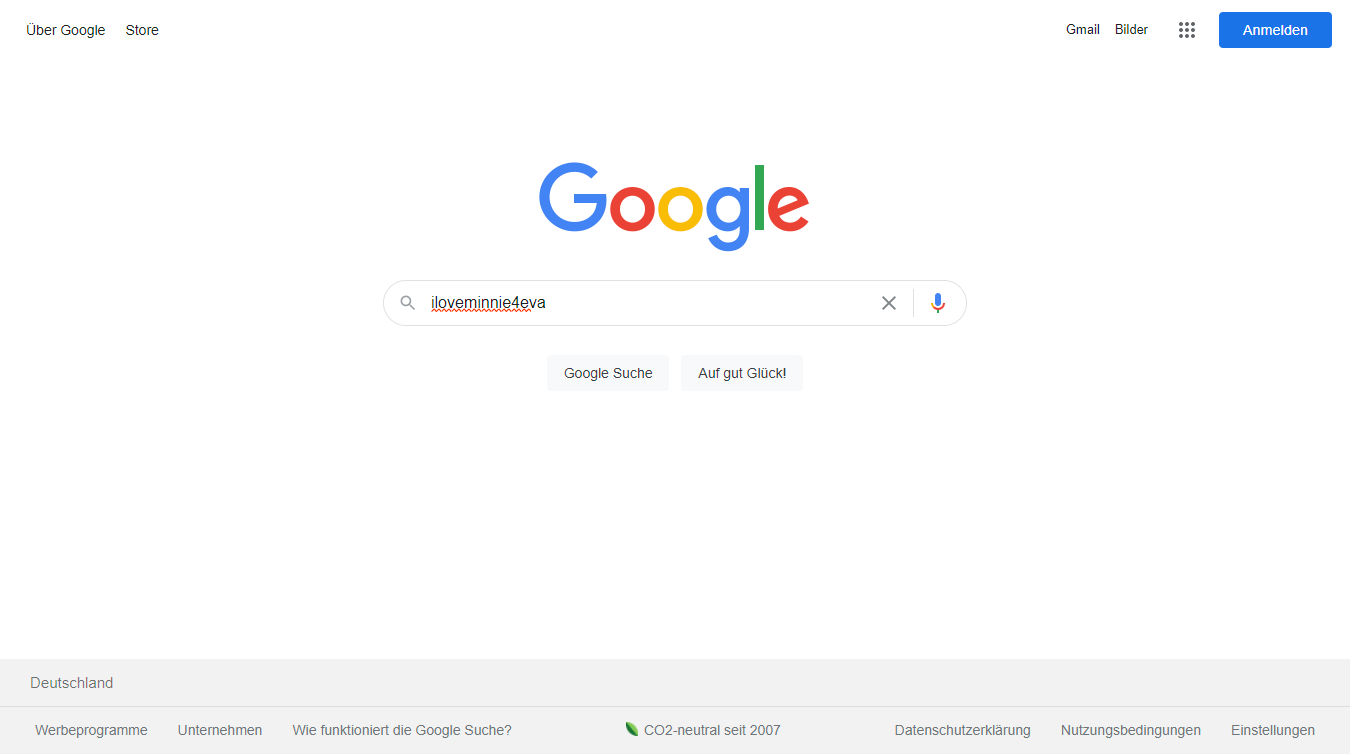 Über Google Store Gmail Bilder Anmelden
Google
iloveminnie4eva
Google Suche Auf gut Glück!
Deutschland
Werbeprogramme Unternehmen Wie funktioniert die Google Suche? CO2-neutral seit 2007 Datenschutzerklärung Nutzungsbedingungen Einstellungen